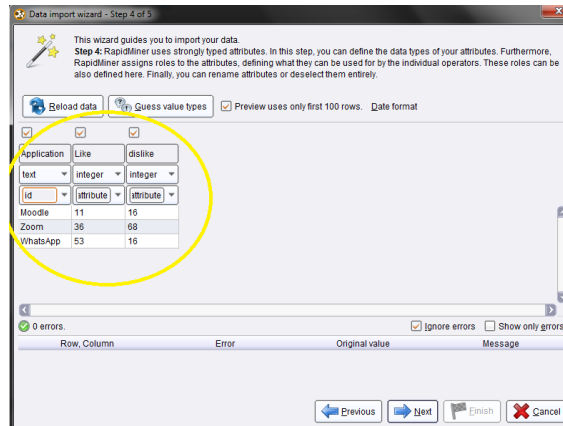 Data import wizard - Step 4 of 5
This wizard guides you to import your data.
Step 4: RapidMiner uses strongly typed attributes. In this step, you can define the data types of your attributes. Furthermore,
RapidMiner assigns roles to the attributes, defining what they can be used for by the individual operators. These roles can be
also defined here. Finally, you can rename attributes or deselect them entirely.
Reload data Guess value types Preview uses only first 100 rows. Date format
Application Like dislike
text integer integer
id attribute attribute
Moodle 11 16
Zoom 36 68
WhatsApp 53 16
0 errors. Ignore errors Show only errors
Row, Column Error Original value Message
Previous Next Finish Cancel